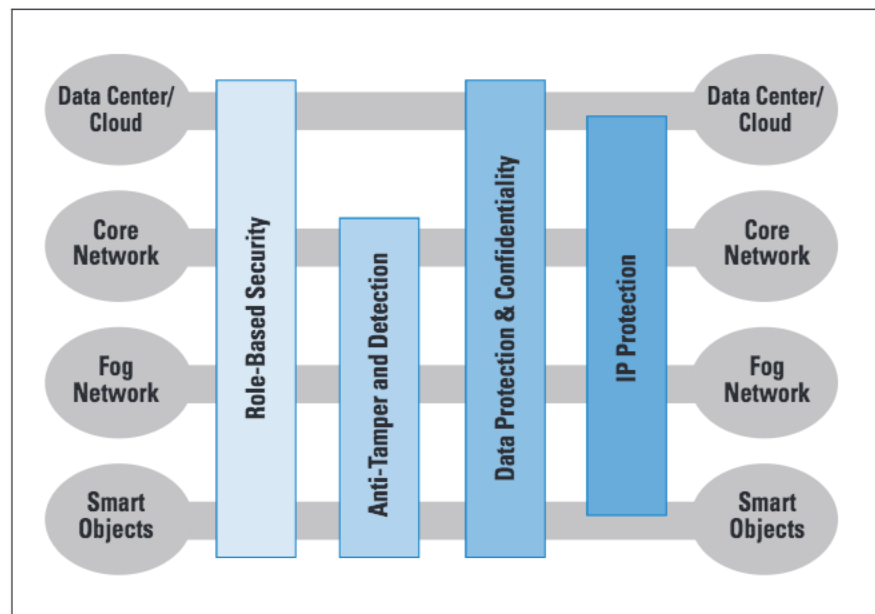 Data Center/
Cloud
Core
Network
Fog
Network
Smart
Objects
Role-Based Security
Anti-Tamper and Detection
Data Protection & Confidentiality
IP Protection
Data Center/
Cloud
Core
Network
Fog
Network
Smart
Objects